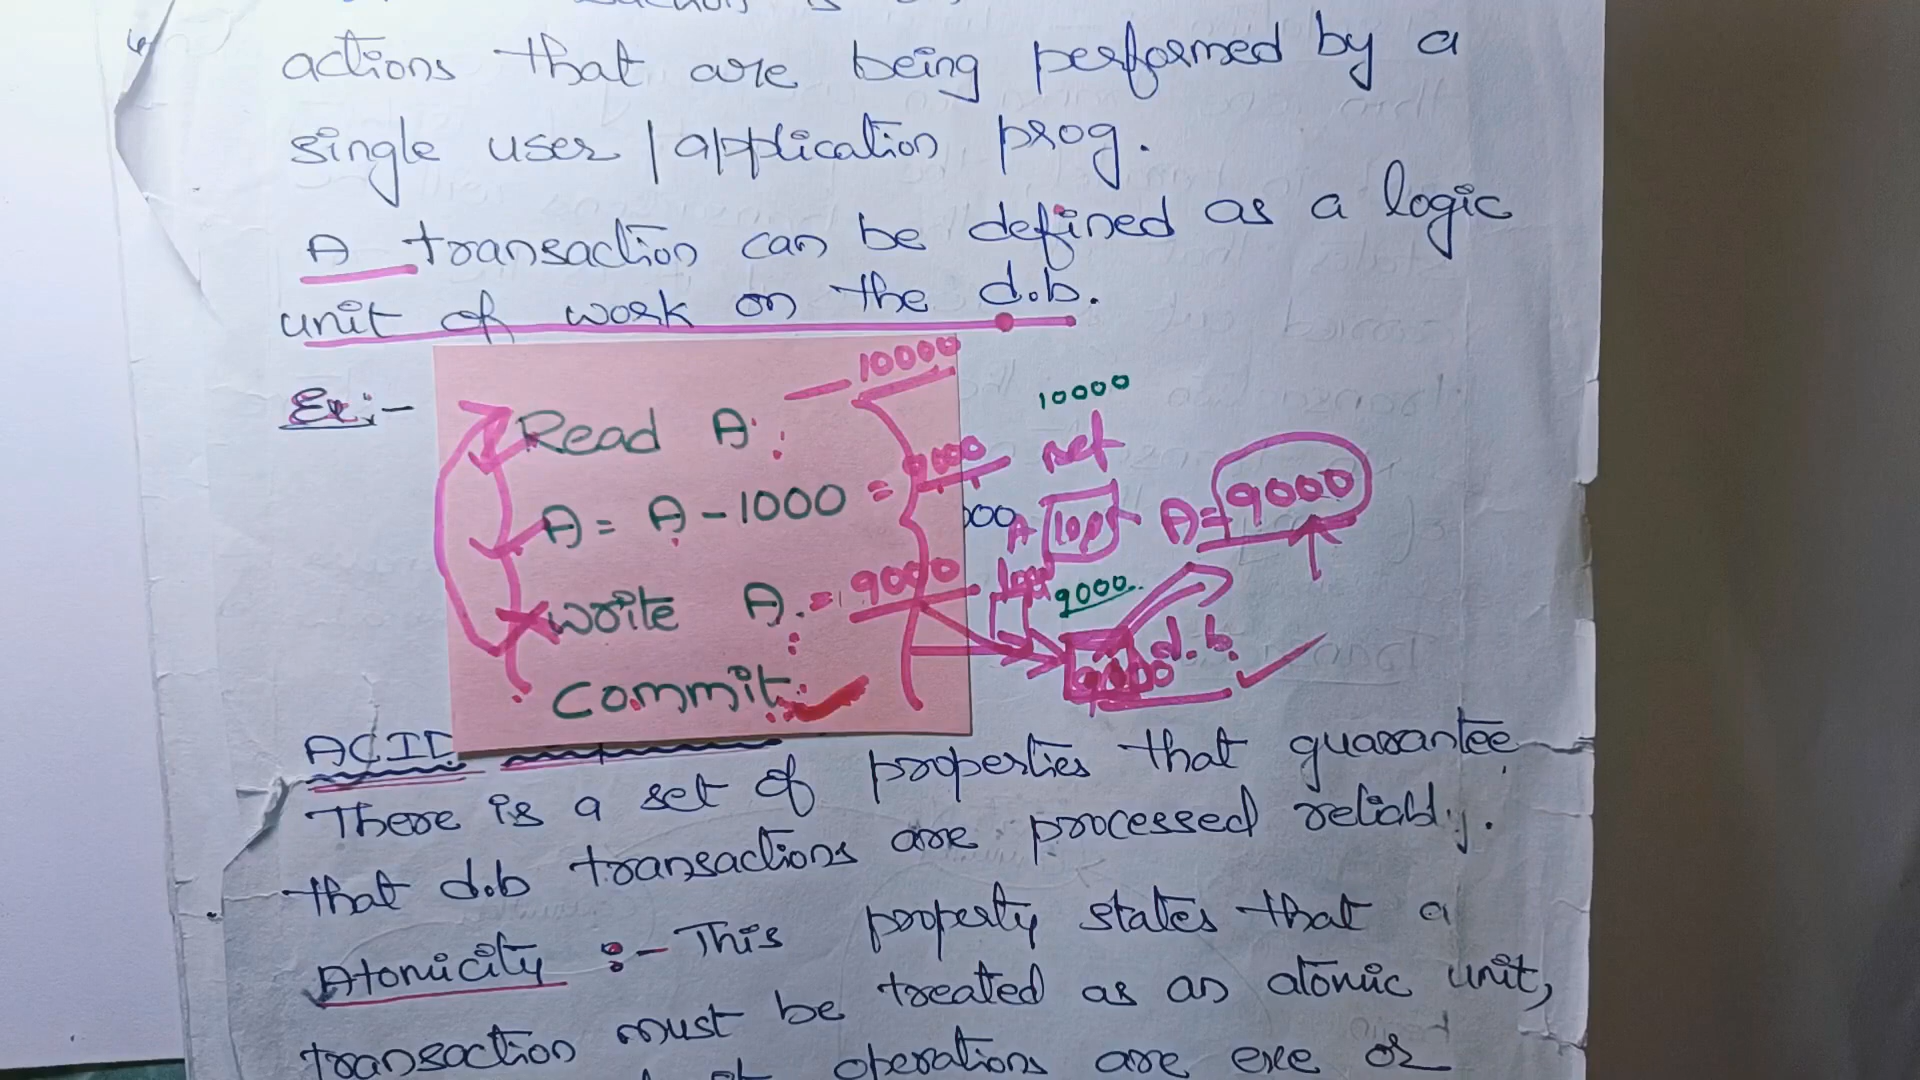 actions that are being performed by a
single user / application prog.
A transaction can be defined as a logic
unit of work on the d.b.
Ex:-
10000
Read A.
10000
A = A - 1000 = 9000
net
A = 9000
write A. = 9000
9000
Commit.
d.b.
9000
ACID
There is a set of properties that guarantee
that d.b transactions are processed reliably.
Atomicity :- This property states that a
transaction must be treated as an atomic unit,
operations are exe or